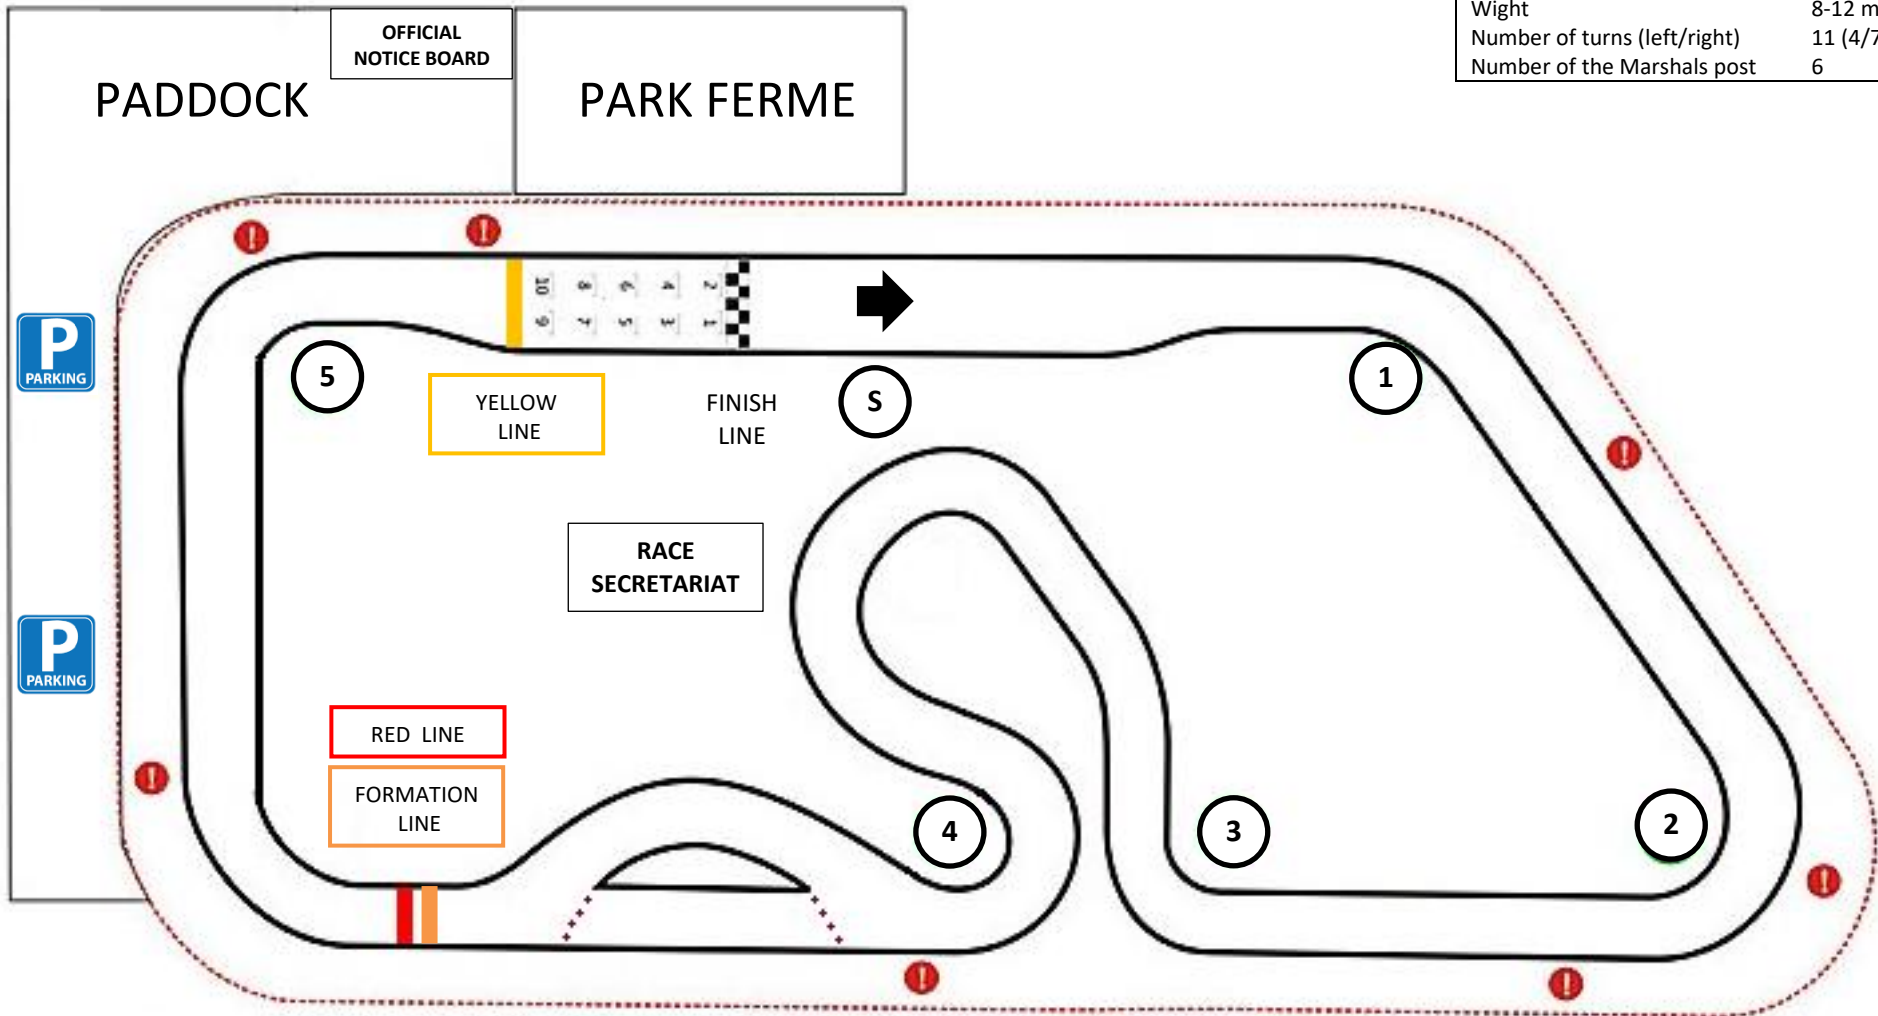 OFFICIAL
NOTICE BOARD
Wight 8-12 m
Number of turns (left/right) 11 (4/7
Number of the Marshals post 6
PADDOCK
PARK FERME
10 8 6 4 2
9 7 5 3 1
P
PARKING
5
1
YELLOW
LINE
FINISH
LINE
S
RACE
SECRETARIAT
P
PARKING
RED LINE
FORMATION
LINE
4
3
2